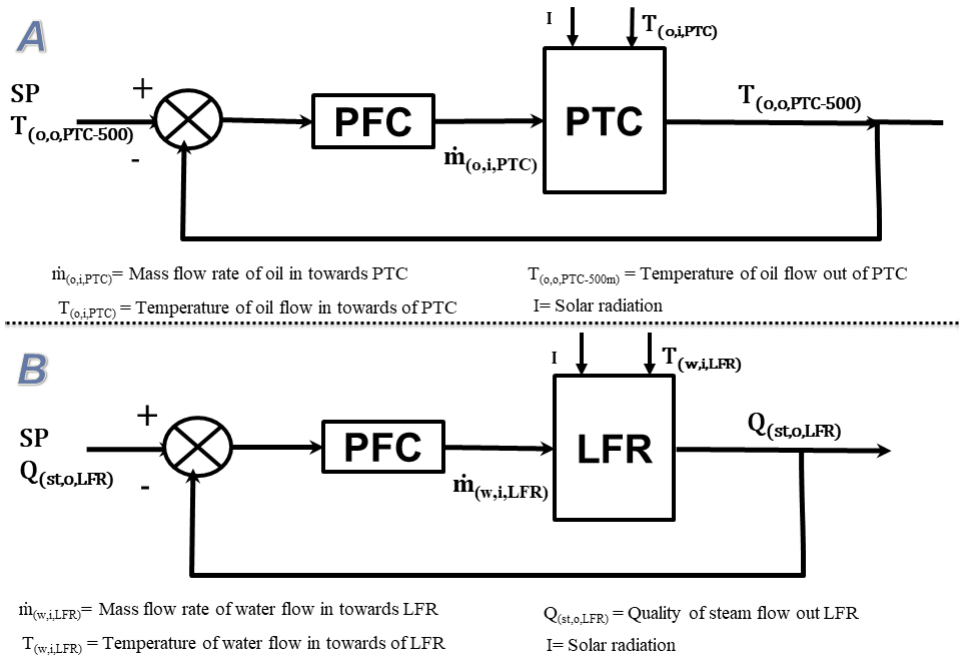 A
I T(o,i,PTC)
SP
T(o,o,PTC-500)
+
-
PFC
ṁ(o,i,PTC)
PTC
T(o,o,PTC-500)
ṁ(o,i,PTC)= Mass flow rate of oil in towards PTC
T(o,i,PTC) = Temperature of oil flow in towards of PTC
T(o,o,PTC-500m) = Temperature of oil flow out of PTC
I= Solar radiation
B
I T(w,i,LFR)
SP
Q(st,o,LFR)
+
-
PFC
ṁ(w,i,LFR)
LFR
Q(st,o,LFR)
ṁ(w,i,LFR)= Mass flow rate of water flow in towards LFR
T(w,i,LFR) = Temperature of water flow in towards of LFR
Q(st,o,LFR) = Quality of steam flow out LFR
I= Solar radiation